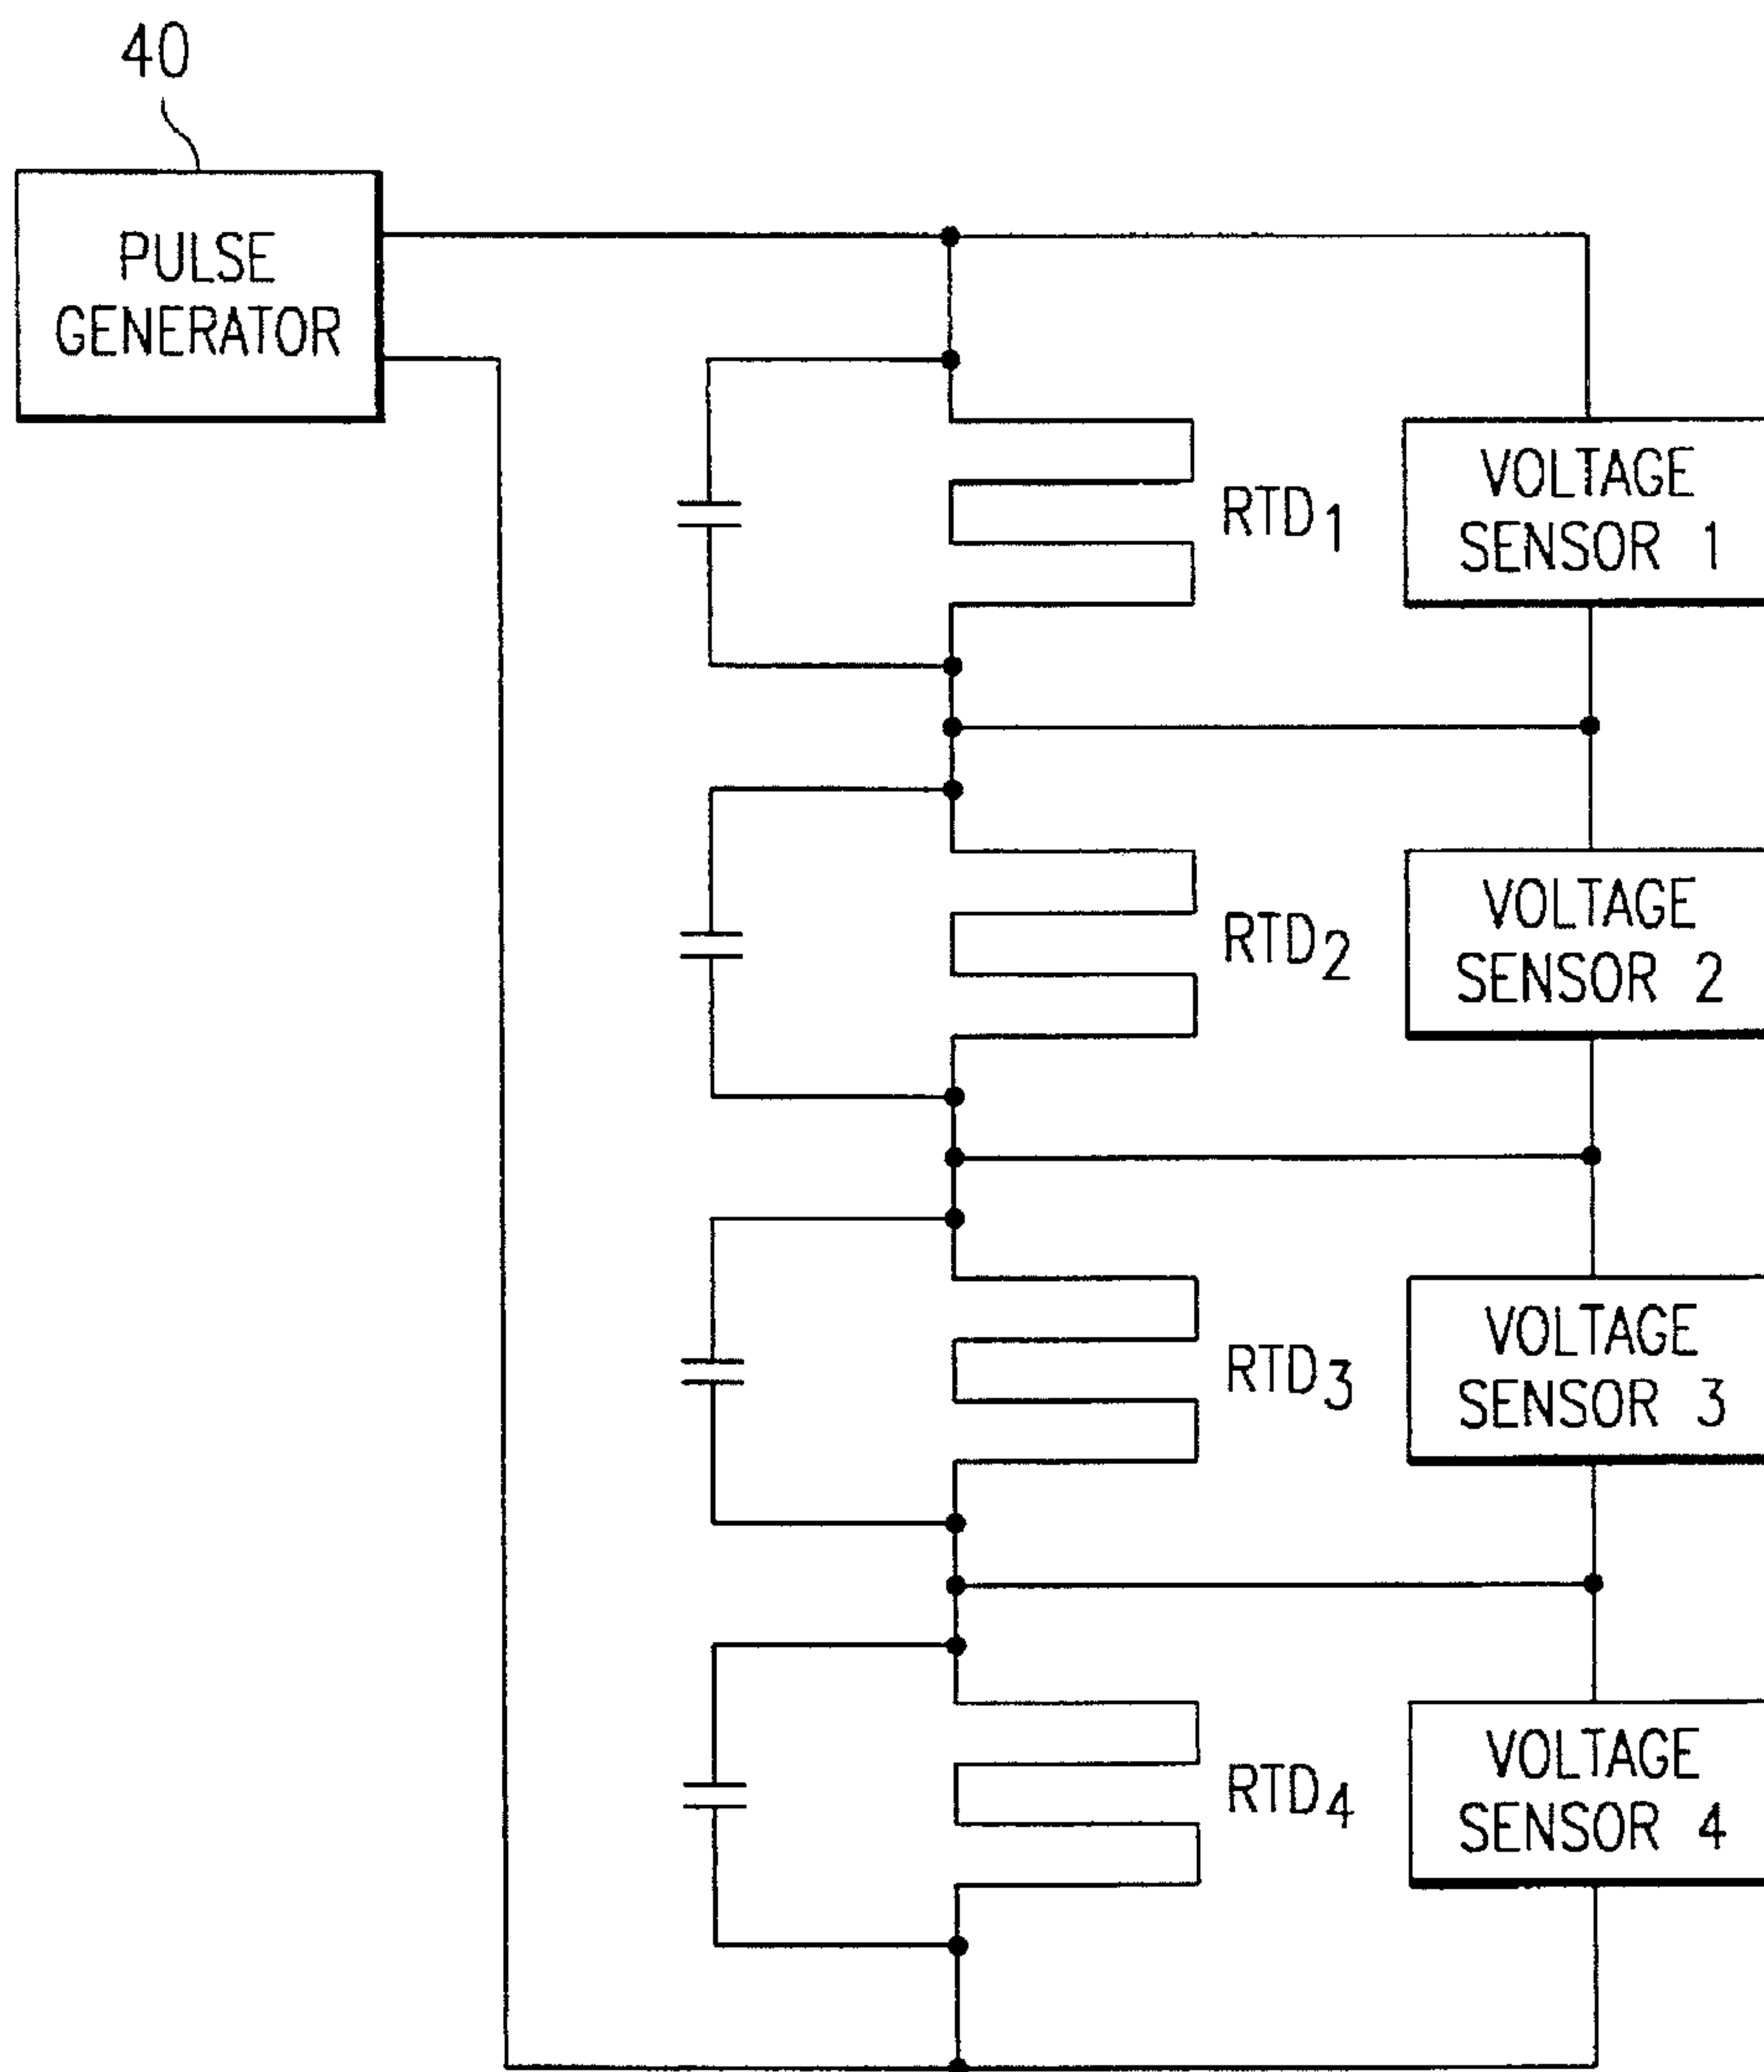 40
PULSE
GENERATOR
RTD1
VOLTAGE
SENSOR 1
RTD2
VOLTAGE
SENSOR 2
RTD3
VOLTAGE
SENSOR 3
RTD4
VOLTAGE
SENSOR 4